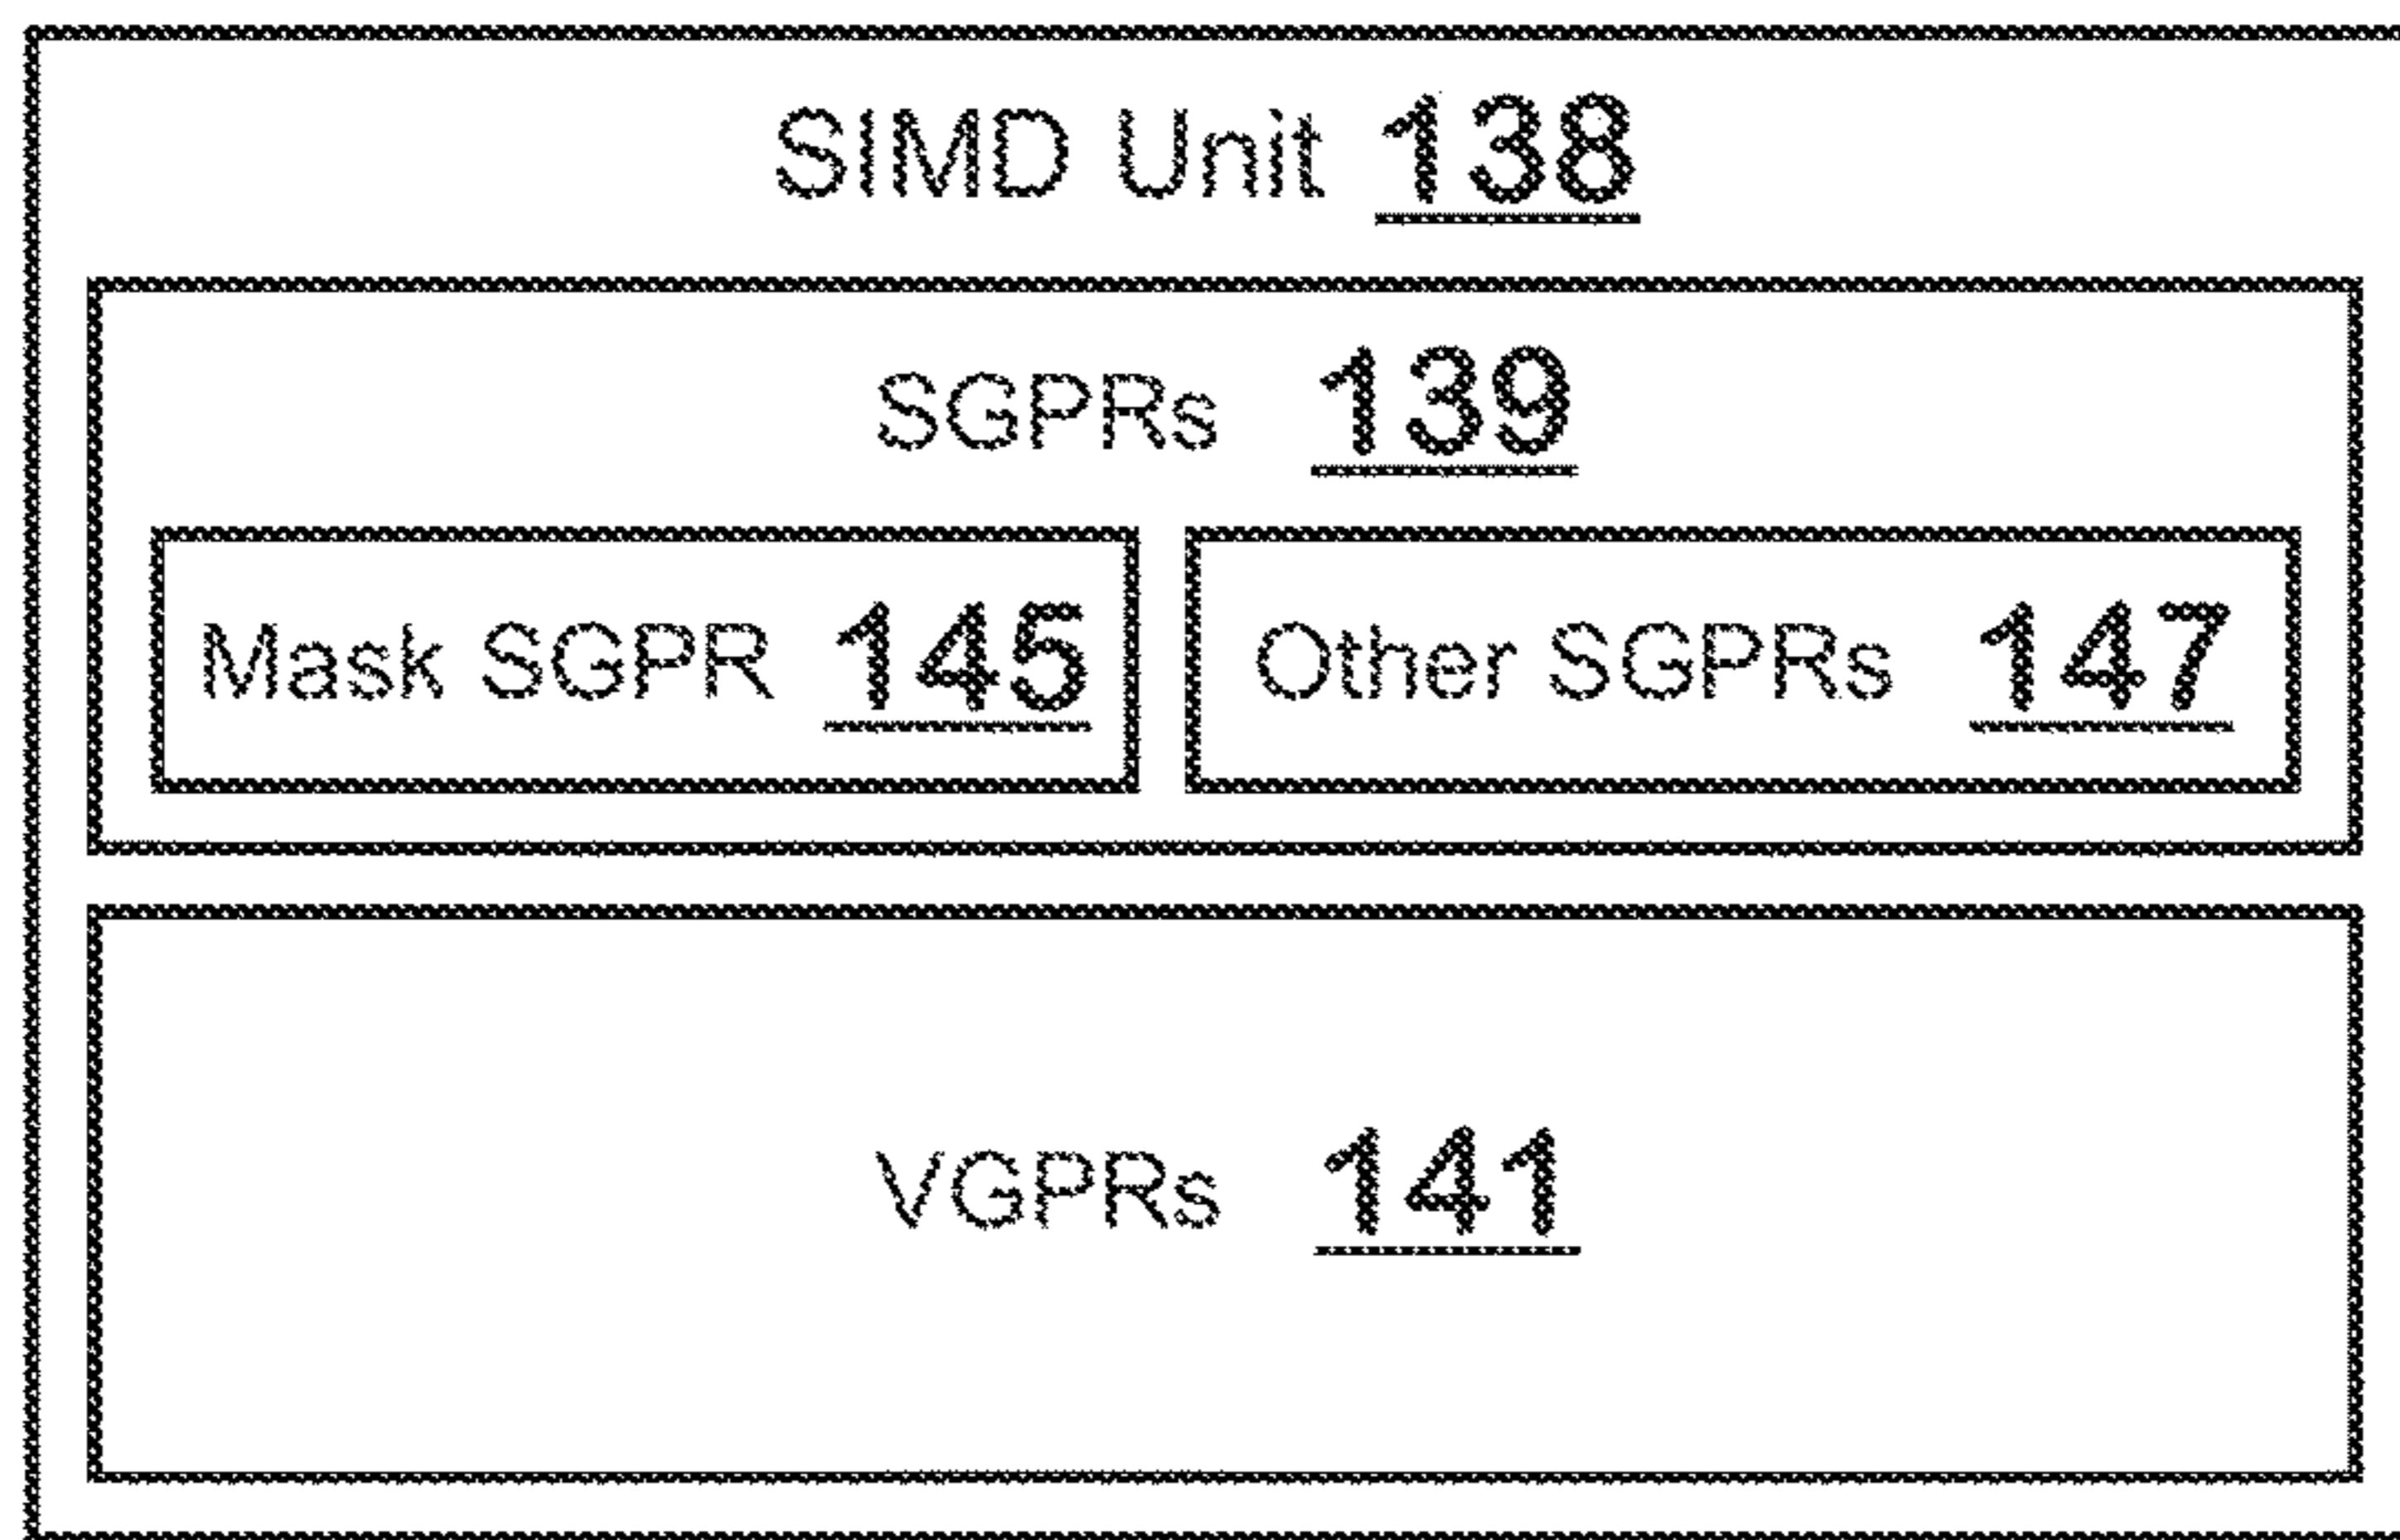 SIMD Unit 138
SGPRs 139
Mask SGPR 145
Other SGPRs 147
VGPRs 141